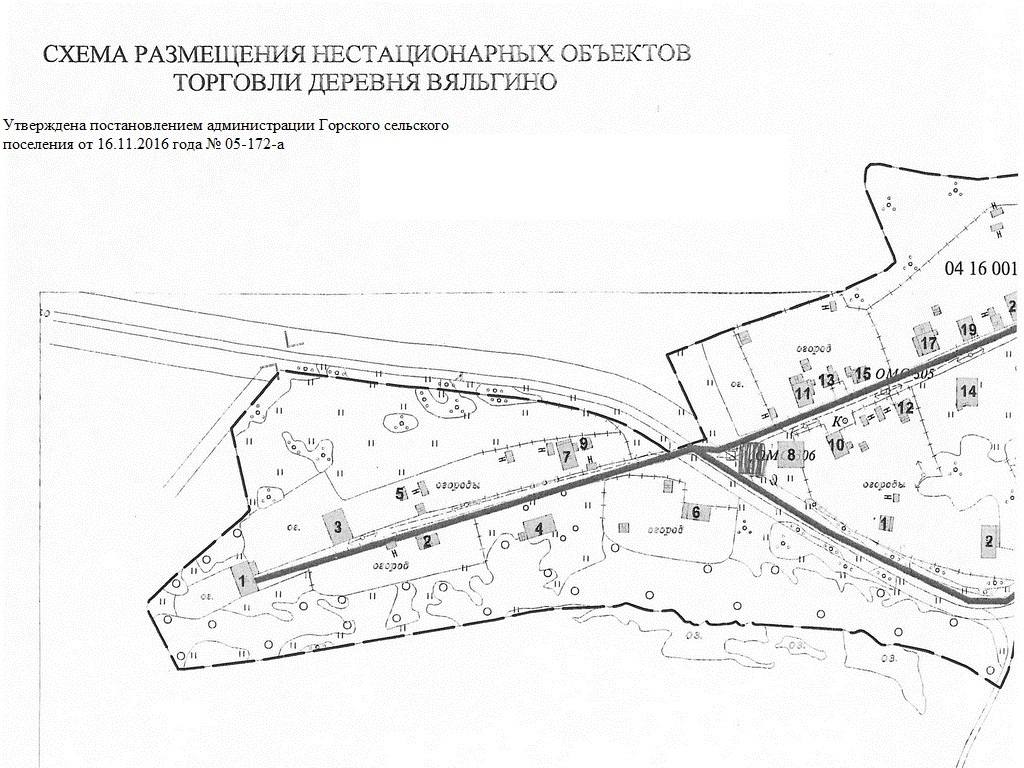 СХЕМА РАЗМЕЩЕНИЯ НЕСТАЦИОНАРНЫХ ОБЪЕКТОВ
ТОРГОВЛИ ДЕРЕВНЯ ВЯЛЬГИНО
Утверждена постановлением администрации Горского сельского
поселения от 16.11.2016 года № 05-172-а
04 16 001
17
19
2
огород
ог.
11
13
15
14
12
К
10
8
7
9
5
огороды
огороды
3
ог.
4
6
огород
2
огород
1
ог.
1
2
оз.
оз.
оз.